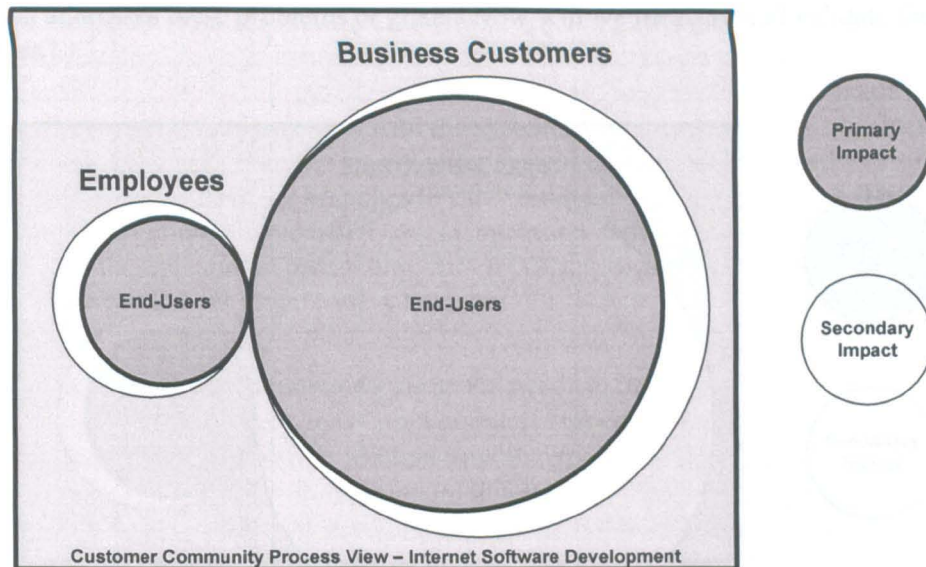 Business Customers
Employees
End-Users
End-Users
Customer Community Process View – Internet Software Development
Primary
Impact
Secondary
Impact